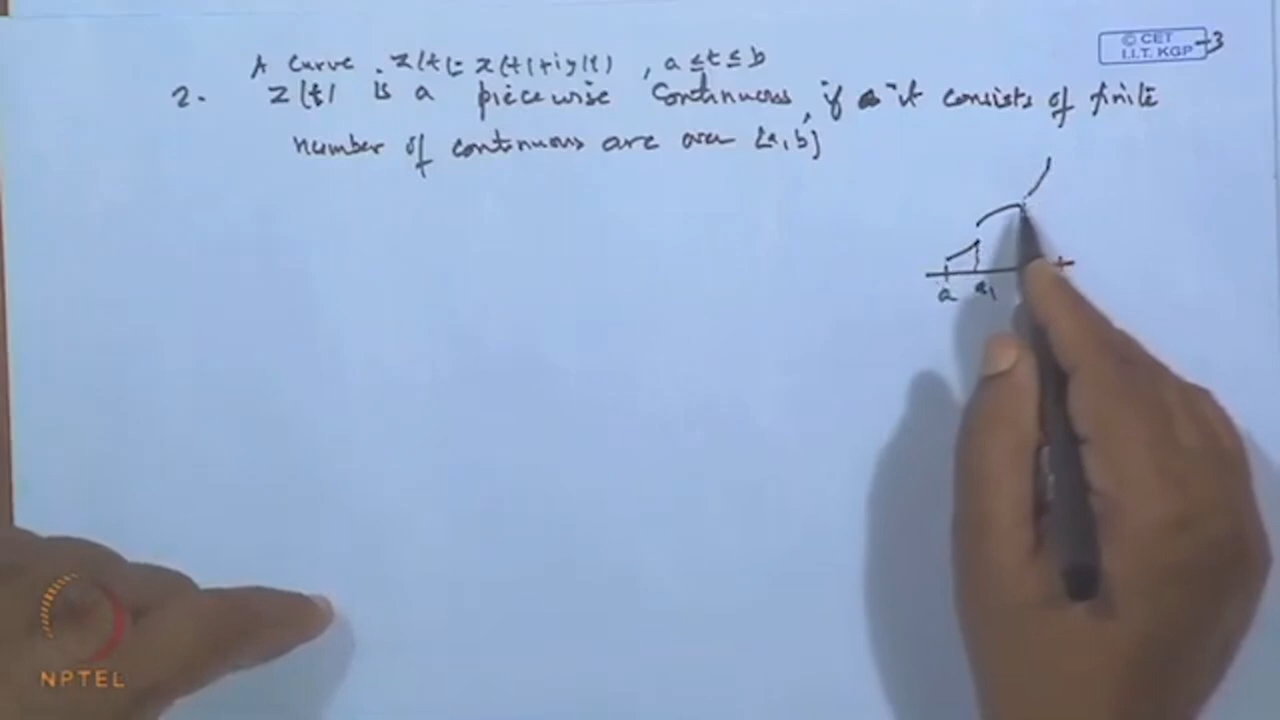 © CET
I.I.T. KGP
-3
A curve z(t) = x(t)+iy(t) , a≤t≤b
2. z(t) is a piecewise continuous, if it consists of finite
number of continuous arc over [a,b]
a a₁
NPTEL